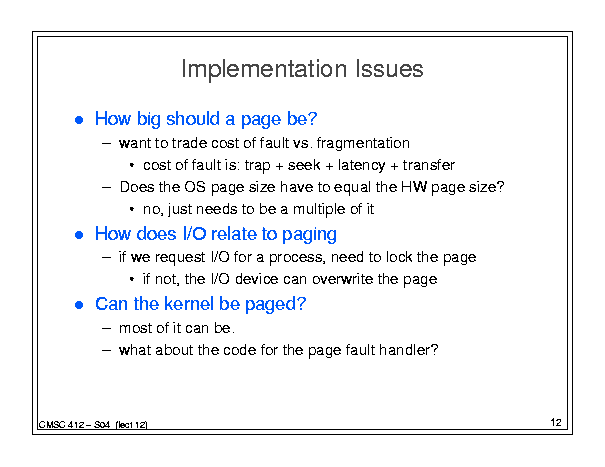 Implementation Issues
● How big should a page be?
– want to trade cost of fault vs. fragmentation
• cost of fault is: trap + seek + latency + transfer
– Does the OS page size have to equal the HW page size?
• no, just needs to be a multiple of it
● How does I/O relate to paging
– if we request I/O for a process, need to lock the page
• if not, the I/O device can overwrite the page
● Can the kernel be paged?
– most of it can be.
– what about the code for the page fault handler?
CMSC 412 – S04 (lect 12)
12